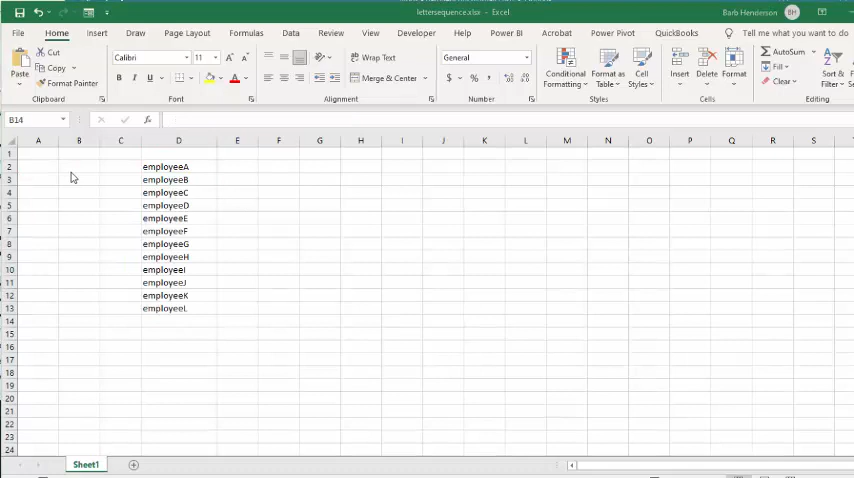 lettersequence.xlsx - Excel
Barb Henderson BH
File Home Insert Draw Page Layout Formulas Data Review View Developer Help Power BI Acrobat Power Pivot QuickBooks Tell me what you want to do
Cut
Copy
Format Painter
Paste
Clipboard
Calibri 11
B I U
Font
Wrap Text
Merge & Center
Alignment
General
$ % ,
Number
Conditional Formatting
Format as Table
Cell Styles
Styles
Insert Delete Format
Cells
AutoSum
Fill
Clear
Sort &
Editing
B14
fx
A B C D E F G H I J K L M N O P Q R S
1
2 employeeA
3 employeeB
4 employeeC
5 employeeD
6 employeeE
7 employeeF
8 employeeG
9 employeeH
10 employeeI
11 employeeJ
12 employeeK
13 employeeL
14
15
16
17
18
19
20
21
22
23
24
Sheet1